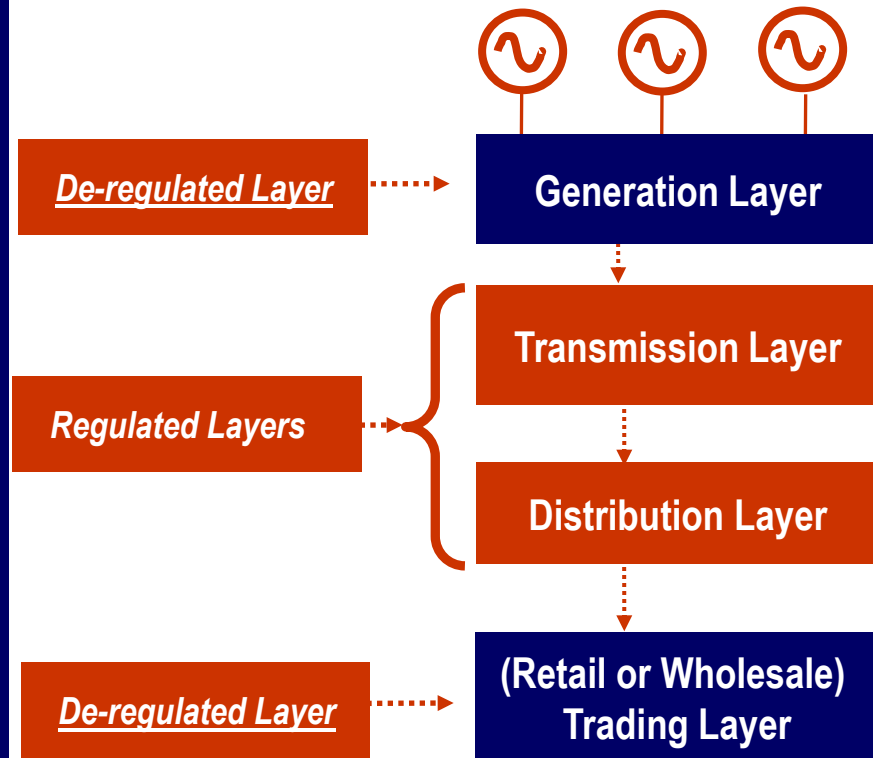 De-regulated Layer
Generation Layer
Transmission Layer
Regulated Layers
Distribution Layer
(Retail or Wholesale)
Trading Layer
De-regulated Layer